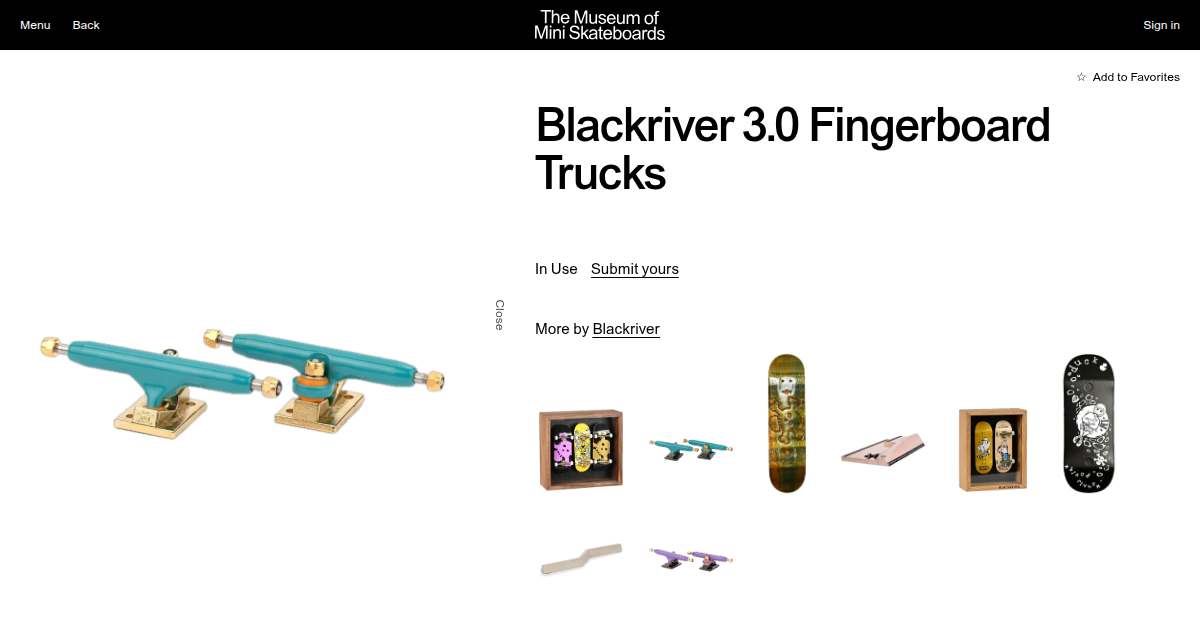 Menu
Back
The Museum of
Mini Skateboards
Sign in
☆ Add to Favorites
Blackriver 3.0 Fingerboard
Trucks
In Use
Submit yours
Close
More by Blackriver